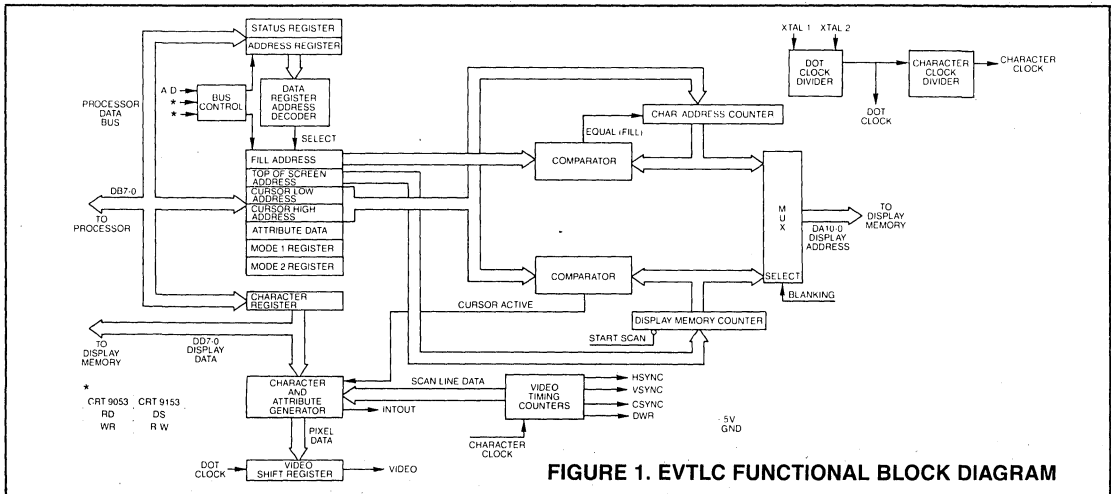 STATUS REGISTER
ADDRESS REGISTER
A D
*
*
BUS
CONTROL
DATA
REGISTER
ADDRESS
DECODER
PROCESSOR
DATA
BUS
SELECT
FILL ADDRESS
TOP OF SCREEN
ADDRESS
CURSOR LOW
ADDRESS
CURSOR HIGH
ADDRESS
ATTRIBUTE DATA
MODE 1 REGISTER
MODE 2 REGISTER
DB7-0
TO
PROCESSOR
CHARACTER
REGISTER
TO
DISPLAY
MEMORY
DD7-0
DISPLAY
DATA
*
CRT 9053 CRT 9153
RD DS
WR R W
CHARACTER
AND
ATTRIBUTE
GENERATOR
INTOUT
PIXEL
DATA
DOT
CLOCK
VIDEO
SHIFT REGISTER
VIDEO
CURSOR ACTIVE
SCAN LINE DATA
VIDEO
TIMING
COUNTERS
HSYNC
VSYNC
CSYNC
DWR
CHARACTER
CLOCK
COMPARATOR
EQUAL (FILL)
CHAR ADDRESS COUNTER
COMPARATOR
START SCAN
DISPLAY MEMORY COUNTER
MUX
SELECT
BLANKING
TO
DISPLAY
MEMORY
DA10-0
DISPLAY
ADDRESS
XTAL 1 XTAL 2
DOT
CLOCK
DIVIDER
DOT
CLOCK
CHARACTER
CLOCK
DIVIDER
CHARACTER
CLOCK
5V
GND
FIGURE 1. EVTLC FUNCTIONAL BLOCK DIAGRAM